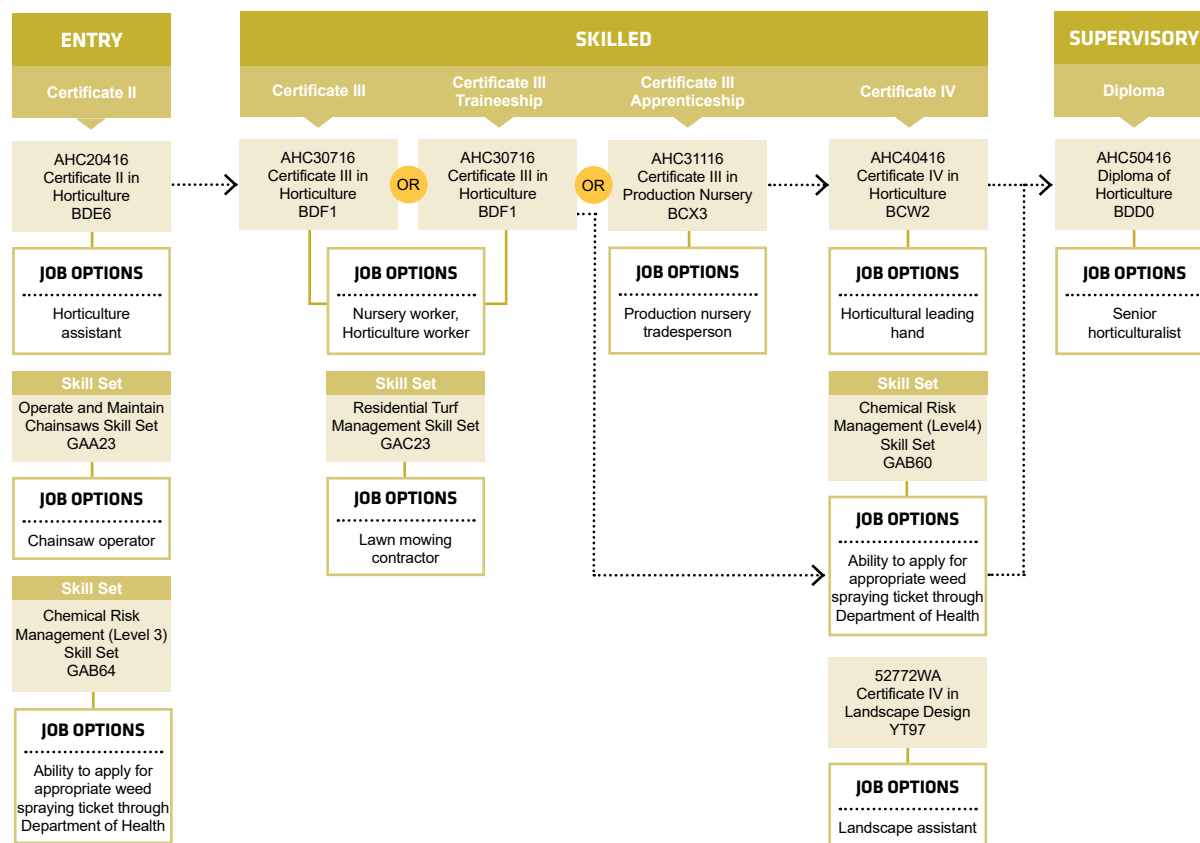 ENTRY
Certificate II
AHC20416
Certificate II in
Horticulture
BDE6
JOB OPTIONS
Horticulture
assistant
Skill Set
Operate and Maintain
Chainsaws Skill Set
GAA23
JOB OPTIONS
Chainsaw operator
Skill Set
Chemical Risk
Management (Level 3)
Skill Set
GAB64
JOB OPTIONS
Ability to apply for
appropriate weed
spraying ticket through
Department of Health
SKILLED
Certificate III
AHC30716
Certificate III in
Horticulture
BDF1
OR
Certificate III
Traineeship
AHC30716
Certificate III in
Horticulture
BDF1
JOB OPTIONS
Nursery worker,
Horticulture worker
Skill Set
Residential Turf
Management Skill Set
GAC23
JOB OPTIONS
Lawn mowing
contractor
OR
Certificate III
Apprenticeship
AHC31116
Certificate III in
Production Nursery
BCX3
JOB OPTIONS
Production nursery
tradesperson
Certificate IV
AHC40416
Certificate IV in
Horticulture
BCW2
JOB OPTIONS
Horticultural leading
hand
Skill Set
Chemical Risk
Management (Level4)
Skill Set
GAB60
JOB OPTIONS
Ability to apply for
appropriate weed
spraying ticket through
Department of Health
52772WA
Certificate IV in
Landscape Design
YT97
JOB OPTIONS
Landscape assistant
SUPERVISORY
Diploma
AHC50416
Diploma of
Horticulture
BDD0
JOB OPTIONS
Senior
horticulturalist